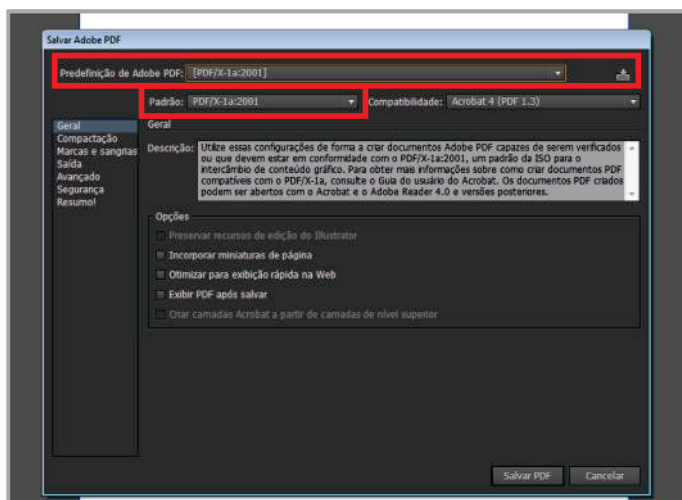 Salvar Adobe PDF
Predefinição de Adobe PDF: [PDF/X-1a:2001]
Padrão: PDF/X-1a:2001 Compatibilidade: Acrobat 4 (PDF 1.3)
Geral
Compactação
Marcas e sangrias
Saída
Avançado
Segurança
Resumo!
Geral
Descrição: Utilize essas configurações de forma a criar documentos Adobe PDF capazes de serem verificados
ou que devem estar em conformidade com o PDF/X-1a:2001, um padrão da ISO para o
intercâmbio de conteúdo gráfico. Para obter mais informações sobre como criar documentos PDF
compatíveis com o PDF/X-1a, consulte o Guia do usuário do Acrobat. Os documentos PDF criados
podem ser abertos com o Acrobat e o Adobe Reader 4.0 e versões posteriores.
Opções
Preservar recursos de edição do Illustrator
Incorporar miniaturas de página
Otimizar para exibição rápida na Web
Exibir PDF após salvar
Criar camadas Acrobat a partir de camadas de nível superior
Salvar PDF Cancelar